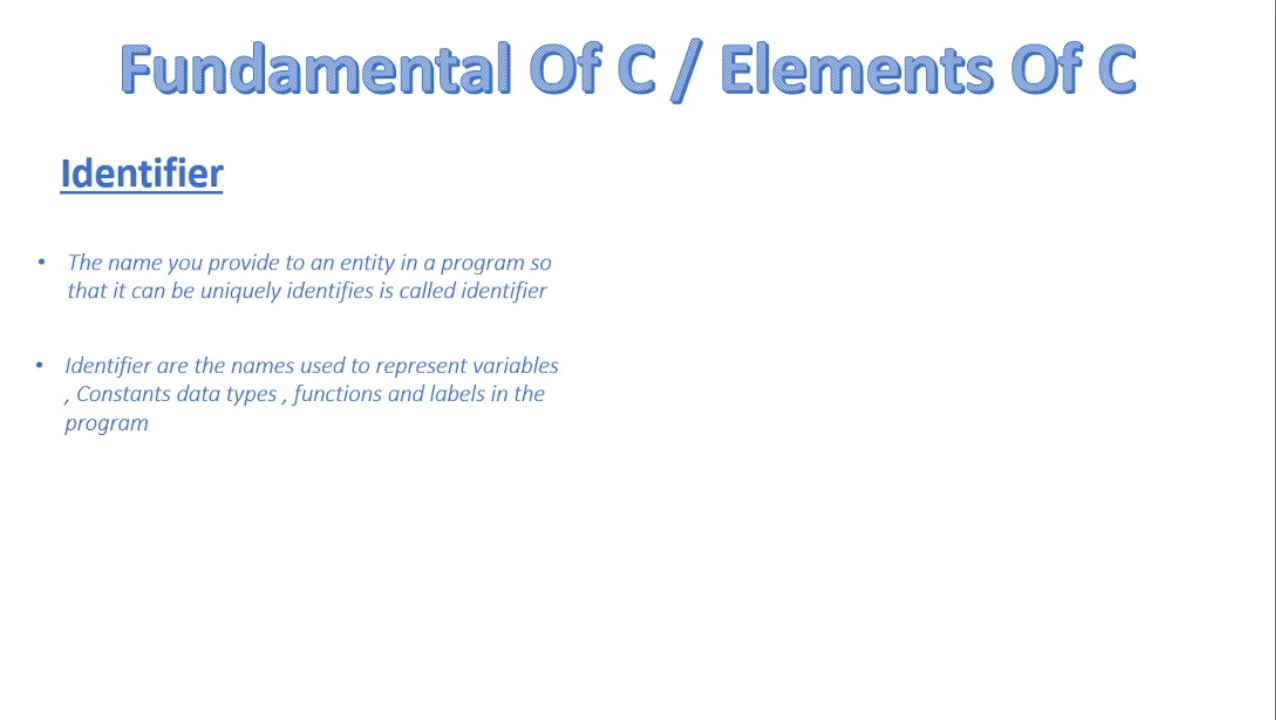 Fundamental Of C / Elements Of C
Identifier
• The name you provide to an entity in a program so
that it can be uniquely identifies is called identifier
• Identifier are the names used to represent variables
, Constants data types , functions and labels in the
program